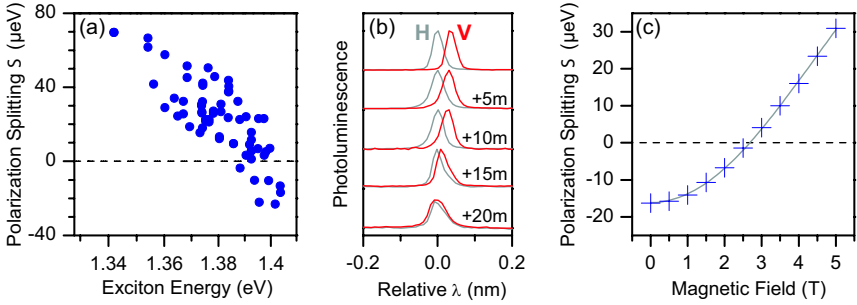 Polarization Splitting S (µeV)
80
40
0
-40
(a)
1.34
1.36
1.38
1.4
Exciton Energy (eV)
Photoluminescence
(b)
H
V
+5m
+10m
+15m
+20m
-0.2
0.0
0.2
Relative λ (nm)
Polarization Splitting S (µeV)
30
20
10
0
-10
-20
(c)
0
1
2
3
4
5
Magnetic Field (T)